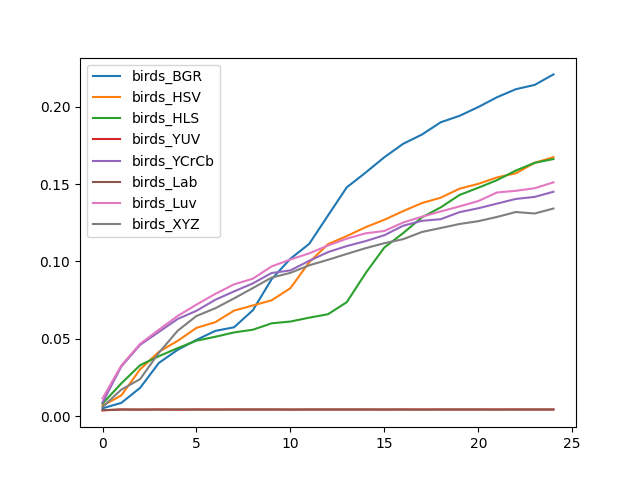 birds_BGR
birds_HSV
birds_HLS
birds_YUV
birds_YCrCb
birds_Lab
birds_Luv
birds_XYZ
0.20
0.15
0.10
0.05
0.00
0 5 10 15 20 25